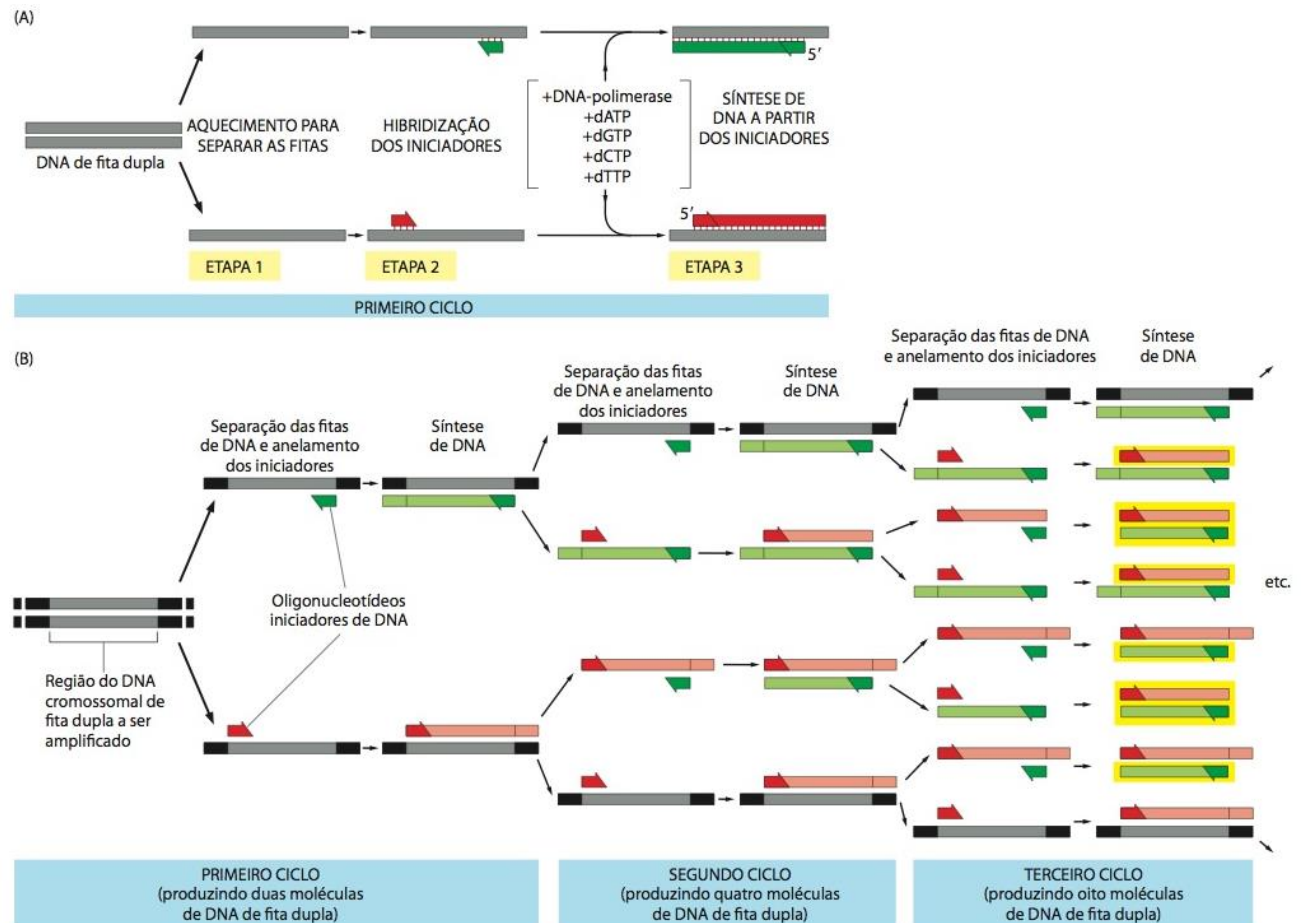 (A)
AQUECIMENTO PARA
SEPARAR AS FITAS
DNA de fita dupla
HIBRIDIZAÇÃO
DOS INICIADORES
+DNA-polimerase
+dATP
+dGTP
+dCTP
+dTTP
5′
SÍNTESE DE
DNA A PARTIR
DOS INICIADORES
5′
ETAPA 1
ETAPA 2
ETAPA 3
PRIMEIRO CICLO
(B)
Separação das fitas
de DNA e anelamento
dos iniciadores
Síntese
de DNA
Separação das fitas
de DNA e anelamento
dos iniciadores
Síntese
de DNA
Separação das fitas de DNA
e anelamento dos iniciadores
Síntese
de DNA
Oligonucleotídeos
iniciadores de DNA
Região do DNA
cromossomal de
fita dupla a ser
amplificado
etc.
PRIMEIRO CICLO
(produzindo duas moléculas
de DNA de fita dupla)
SEGUNDO CICLO
(produzindo quatro moléculas
de DNA de fita dupla)
TERCEIRO CICLO
(produzindo oito moléculas
de DNA de fita dupla)